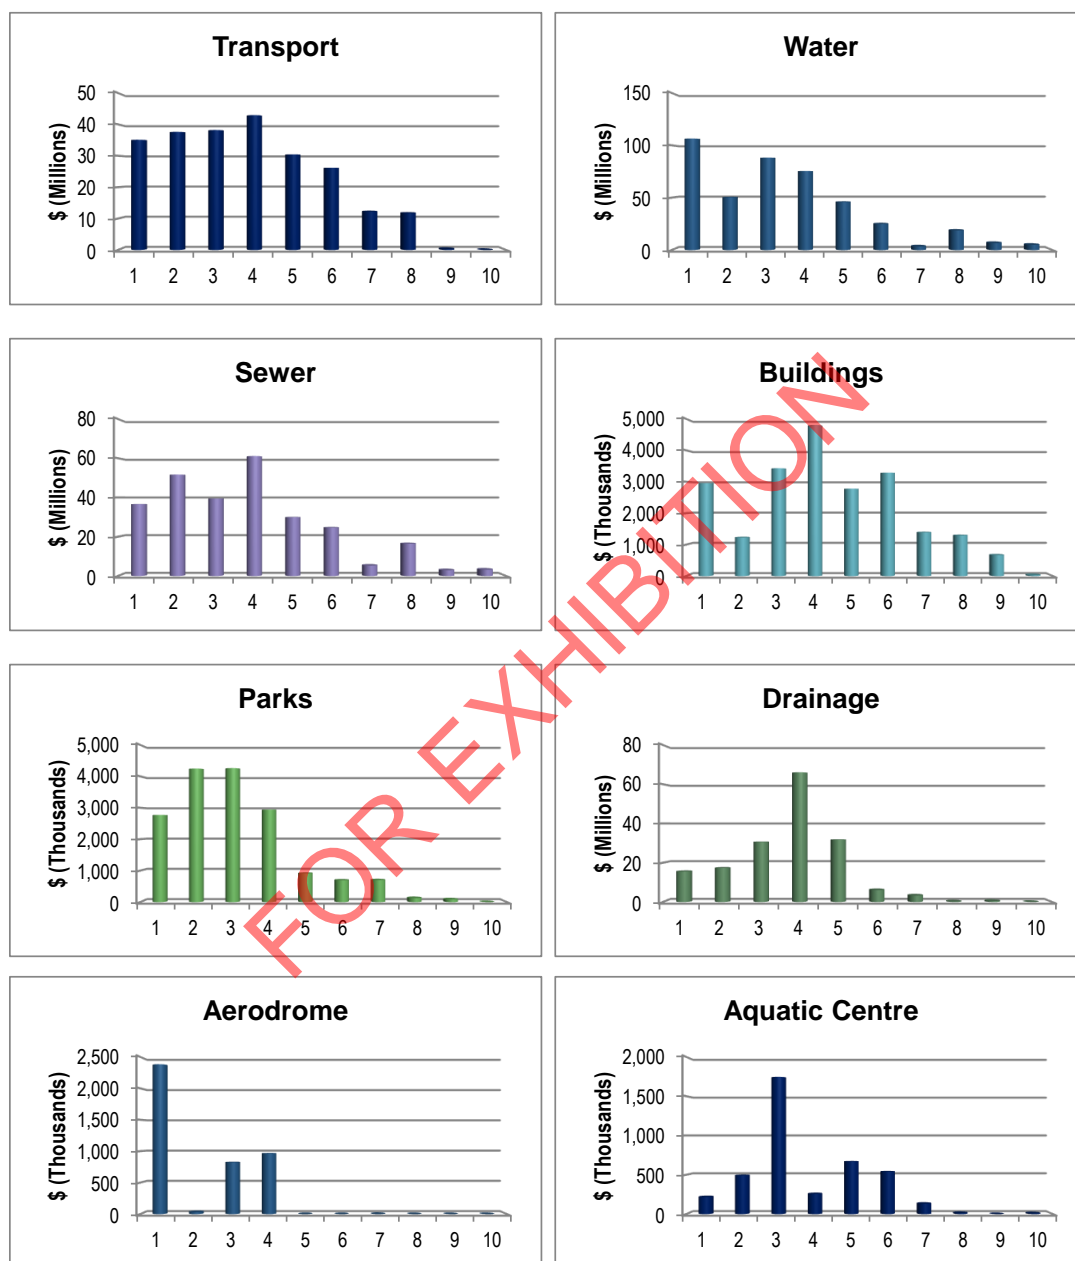 Transport
$ (Millions)
50
40
30
20
10
0
1 2 3 4 5 6 7 8 9 10
Water
$ (Millions)
150
100
50
0
1 2 3 4 5 6 7 8 9 10
Sewer
$ (Millions)
80
60
40
20
0
1 2 3 4 5 6 7 8 9 10
Buildings
$ (Thousands)
5,000
4,000
3,000
2,000
1,000
0
1 2 3 4 5 6 7 8 9 10
Parks
$ (Thousands)
5,000
4,000
3,000
2,000
1,000
0
1 2 3 4 5 6 7 8 9 10
Drainage
$ (Millions)
80
60
40
20
0
1 2 3 4 5 6 7 8 9 10
Aerodrome
$ (Thousands)
2,500
2,000
1,500
1,000
500
0
1 2 3 4 5 6 7 8 9 10
Aquatic Centre
$ (Thousands)
2,000
1,500
1,000
500
0
1 2 3 4 5 6 7 8 9 10
FOR EXHIBITION